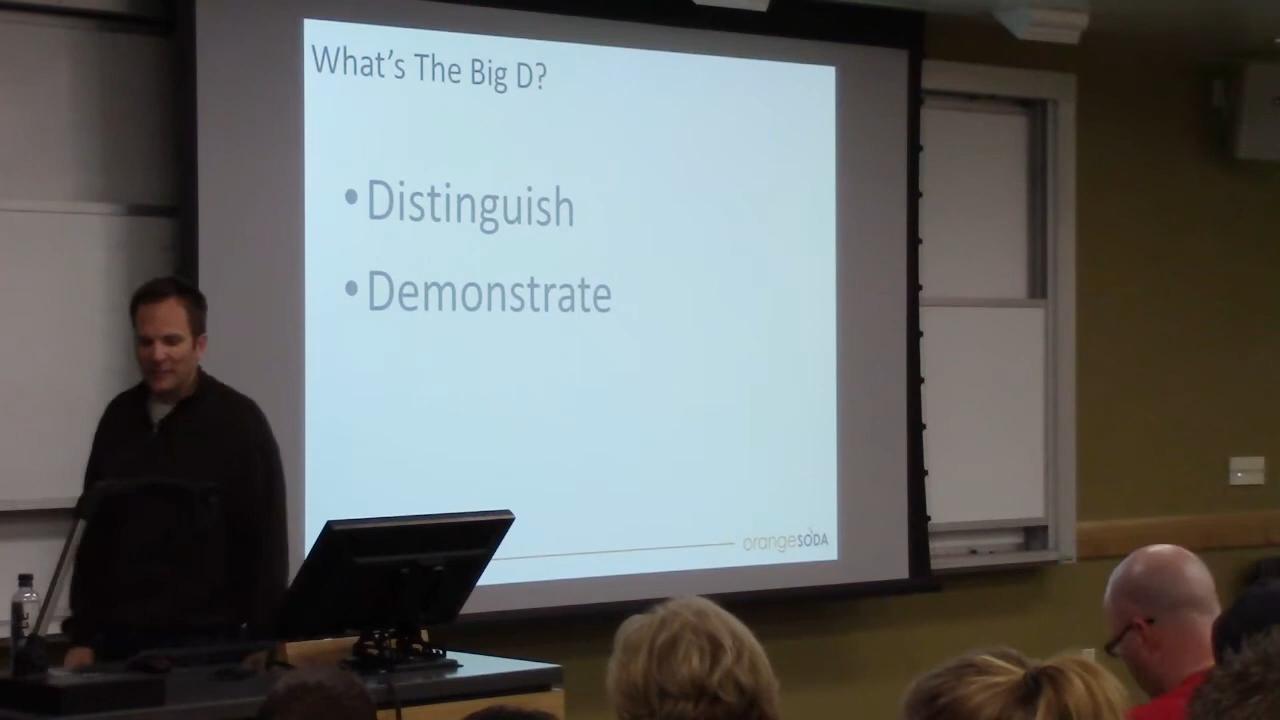 What's The Big D?
• Distinguish
• Demonstrate
orangeSODA